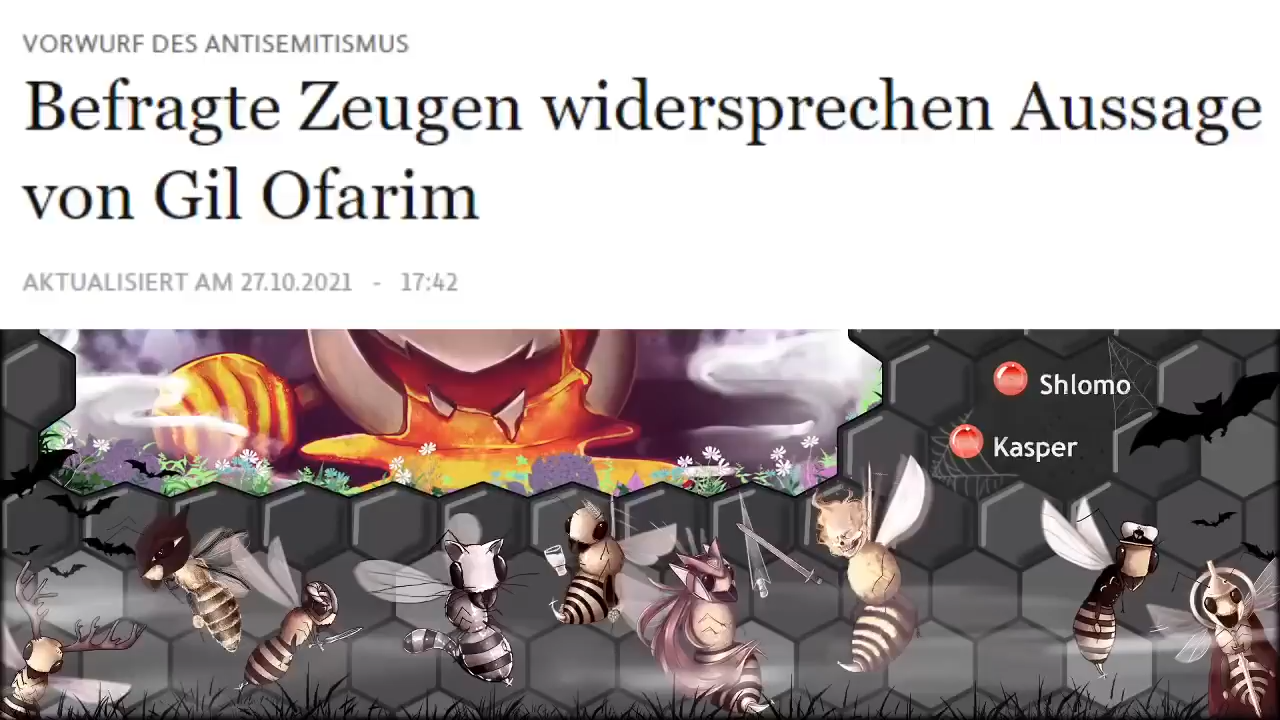 VORWURF DES ANTISEMITISMUS
Befragte Zeugen widersprechen Aussage
von Gil Ofarim
AKTUALISIERT AM 27.10.2021 - 17:42
Shlomo
Kasper